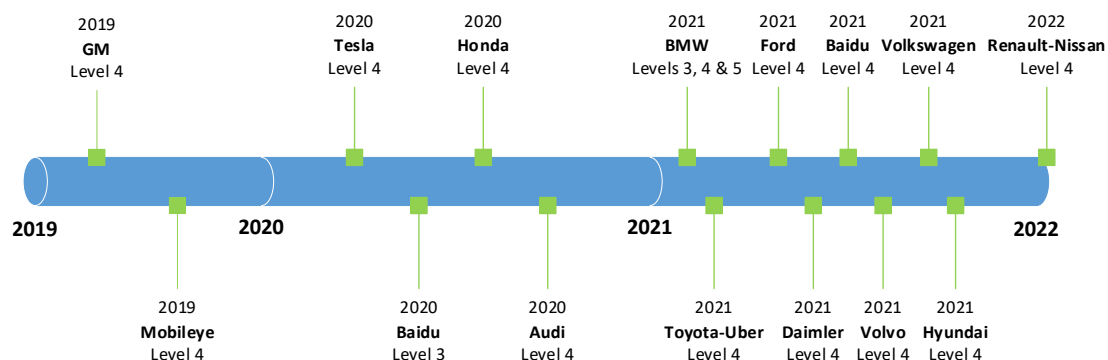 2019
GM
Level 4
2020
Tesla
Level 4
2020
Honda
Level 4
2021
BMW
Levels 3, 4 & 5
2021
Ford
Level 4
2021
Baidu
Level 4
2021
Volkswagen
Level 4
2022
Renault-Nissan
Level 4
2019
2020
2021
2022
2019
Mobileye
Level 4
2020
Baidu
Level 3
2020
Audi
Level 4
2021
Toyota-Uber
Level 4
2021
Daimler
Level 4
2021
Volvo
Level 4
2021
Hyundai
Level 4